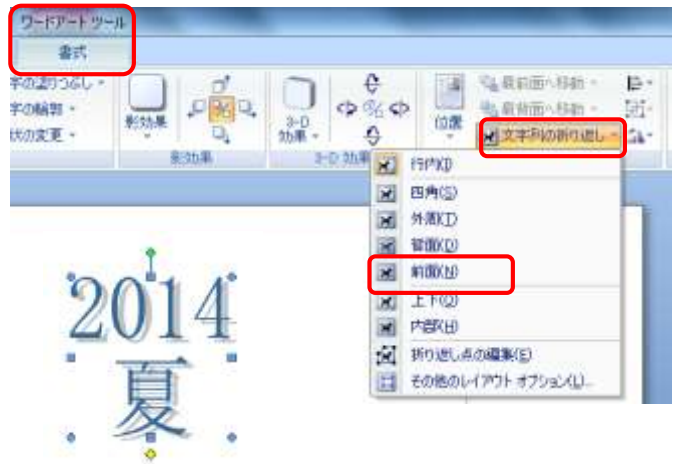 ワードアート ツール
書式
字の塗りつぶし
字の輪郭
状の変更
影効果
影効果
3-D
効果
3-D 効果
位置
最前面へ移動
最背面へ移動
文字列の折り返し
行内(I)
四角(S)
外周(T)
背面(D)
前面(N)
上下(O)
内部(H)
折り返し点の編集(E)
その他のレイアウト オプション(L)...
2014
夏